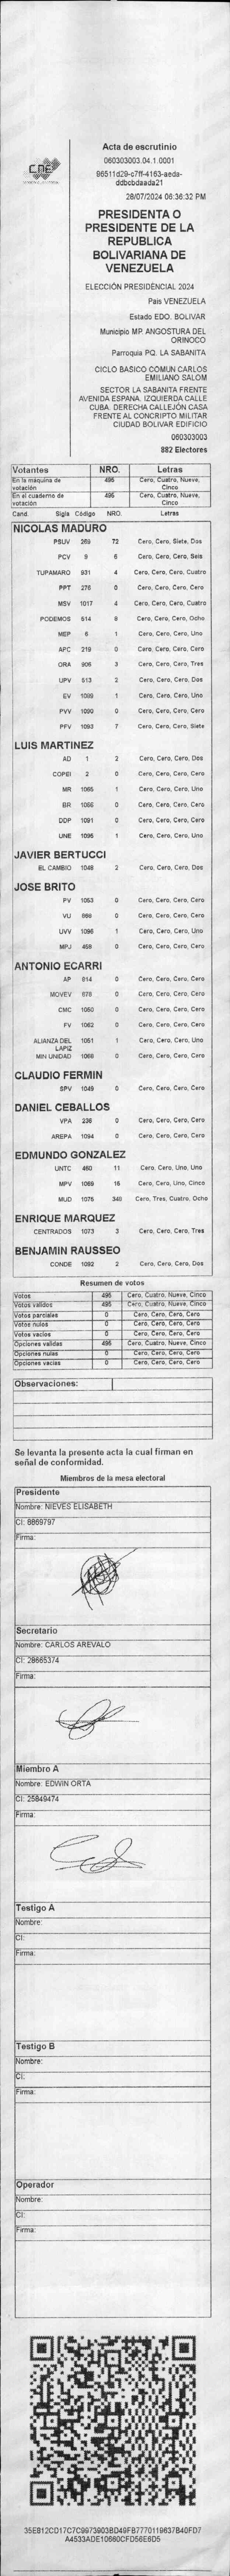 Acta de escrutinio
CNE
060303003.04.1.0001
96511d29-c7ff-4163-aeda-
ddbcbdaada21
28/07/2024 06:36:32 PM
PRESIDENTA O
PRESIDENTE DE LA
REPUBLICA
BOLIVARIANA DE
VENEZUELA
ELECCIÓN PRESIDENCIAL 2024
Pais VENEZUELA
Estado EDO. BOLIVAR
Municipio MP. ANGOSTURA DEL
ORINOCO
Parroquia PQ. LA SABANITA
CICLO BASICO COMUN CARLOS
EMILIANO SALOM
SECTOR LA SABANITA FRENTE
AVENIDA ESPANA. IZQUIERDA CALLE
CUBA. DERECHA CALLEJÓN CASA
FRENTE AL CONCRIPTO MILITAR
CIUDAD BOLIVAR EDIFICIO
060303003
882 Electores
Votantes NRO. Letras
En la máquina de votación 495 Cero, Cuatro, Nueve, Cinco
En el cuaderno de votación 495 Cero, Cuatro, Nueve, Cinco
Cand. Sigla Código NRO. Letras
NICOLAS MADURO
PSUV 269 72 Cero, Cero, Siete, Dos
PCV 9 6 Cero, Cero, Cero, Seis
TUPAMARO 931 4 Cero, Cero, Cero, Cuatro
PPT 276 0 Cero, Cero, Cero, Cero
MSV 1017 4 Cero, Cero, Cero, Cuatro
PODEMOS 514 8 Cero, Cero, Cero, Ocho
MEP 6 1 Cero, Cero, Cero, Uno
APC 219 0 Cero, Cero, Cero, Cero
ORA 906 3 Cero, Cero, Cero, Tres
UPV 513 2 Cero, Cero, Cero, Dos
EV 1089 1 Cero, Cero, Cero, Uno
PVV 1090 0 Cero, Cero, Cero, Cero
PFV 1093 7 Cero, Cero, Cero, Siete
LUIS MARTINEZ
AD 1 2 Cero, Cero, Cero, Dos
COPEI 2 0 Cero, Cero, Cero, Cero
MR 1065 1 Cero, Cero, Cero, Uno
BR 1066 0 Cero, Cero, Cero, Cero
DDP 1091 0 Cero, Cero, Cero, Cero
UNE 1095 1 Cero, Cero, Cero, Uno
JAVIER BERTUCCI
EL CAMBIO 1048 2 Cero, Cero, Cero, Dos
JOSE BRITO
PV 1053 0 Cero, Cero, Cero, Cero
VU 868 0 Cero, Cero, Cero, Cero
UVV 1096 1 Cero, Cero, Cero, Uno
MPJ 458 0 Cero, Cero, Cero, Cero
ANTONIO ECARRI
AP 814 0 Cero, Cero, Cero, Cero
MOVEV 678 0 Cero, Cero, Cero, Cero
CMC 1050 0 Cero, Cero, Cero, Cero
FV 1062 0 Cero, Cero, Cero, Cero
ALIANZA DEL LAPIZ 1051 1 Cero, Cero, Cero, Uno
MIN UNIDAD 1068 0 Cero, Cero, Cero, Cero
CLAUDIO FERMIN
SPV 1049 0 Cero, Cero, Cero, Cero
DANIEL CEBALLOS
VPA 236 0 Cero, Cero, Cero, Cero
AREPA 1094 0 Cero, Cero, Cero, Cero
EDMUNDO GONZALEZ
UNTC 460 11 Cero, Cero, Uno, Uno
MPV 1069 15 Cero, Cero, Uno, Cinco
MUD 1075 348 Cero, Tres, Cuatro, Ocho
ENRIQUE MARQUEZ
CENTRADOS 1073 3 Cero, Cero, Cero, Tres
BENJAMIN RAUSSEO
CONDE 1092 2 Cero, Cero, Cero, Dos
Resumen de votos
Votos 495 Cero, Cuatro, Nueve, Cinco
Votos validos 495 Cero, Cuatro, Nueve, Cinco
Votos parciales 0 Cero, Cero, Cero, Cero
Votos nulos 0 Cero, Cero, Cero, Cero
Votos vacios 0 Cero, Cero, Cero, Cero
Opciones validas 495 Cero, Cuatro, Nueve, Cinco
Opciones nulas 0 Cero, Cero, Cero, Cero
Opciones vacias 0 Cero, Cero, Cero, Cero
Observaciones:
Se levanta la presente acta la cual firman en
señal de conformidad.
Miembros de la mesa electoral
Presidente
Nombre: NIEVES ELISABETH
CI: 8869797
Firma:
Secretario
Nombre: CARLOS AREVALO
CI: 28665374
Firma:
Miembro A
Nombre: EDWIN ORTA
CI: 25849474
Firma:
Testigo A
Nombre:
CI:
Firma:
Testigo B
Nombre:
CI:
Firma:
Operador
Nombre:
CI:
Firma:
35E812CD17C7C9973903BD49FB7770119637B40FD7
A4533ADE10660CFD56E6D5